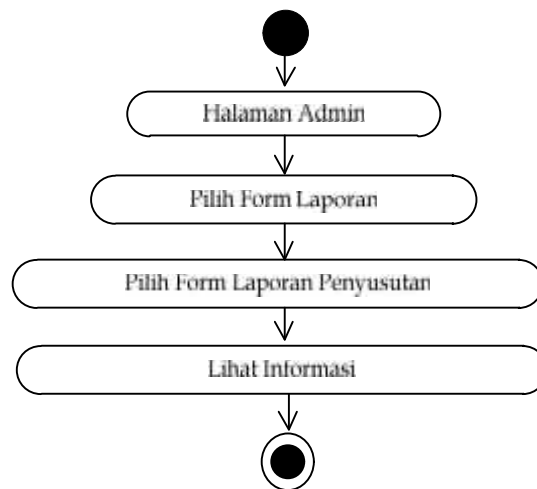 Halaman Admin
Pilih Form Laporan
Pilih Form Laporan Penyusutan
Lihat Informasi